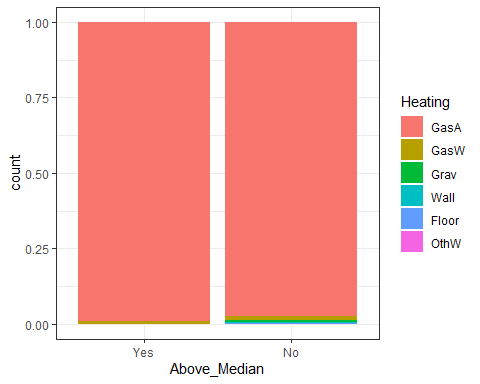 1.00
0.75
0.50
0.25
0.00
count
Yes
No
Above_Median
Heating
GasA
GasW
Grav
Wall
Floor
OthW